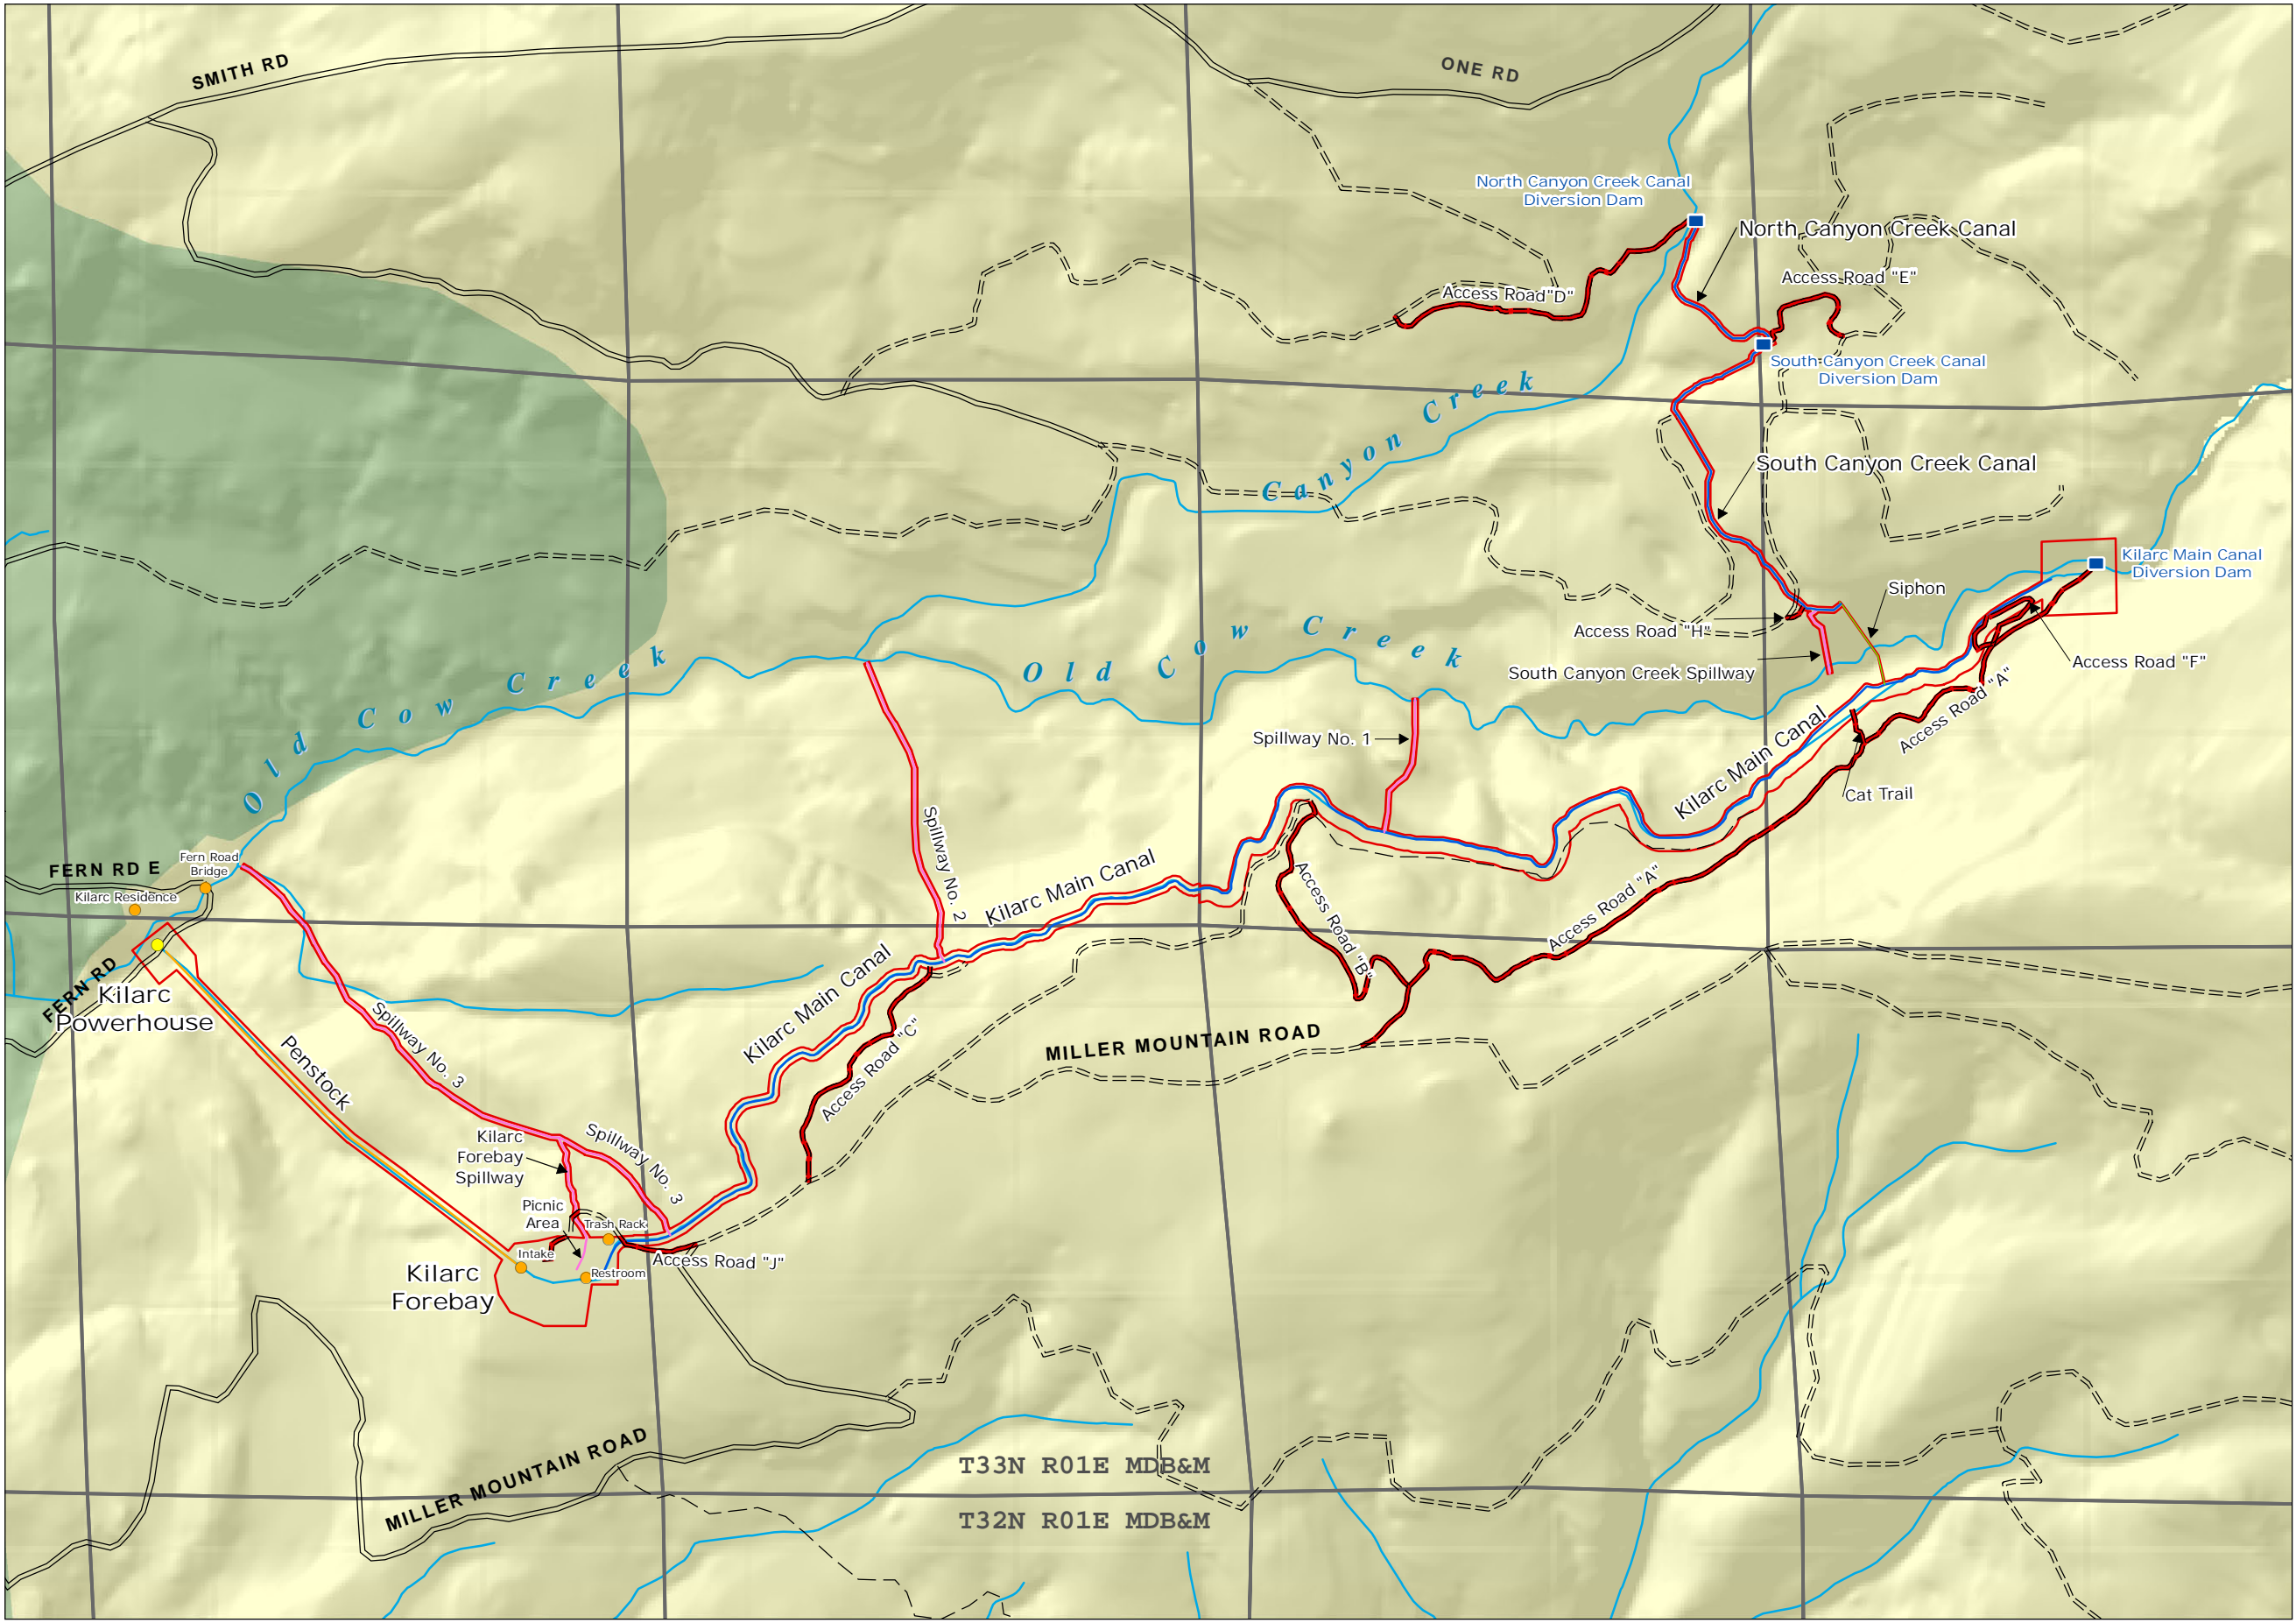 SMITH RD
ONE RD
North Canyon Creek Canal
Diversion Dam
North Canyon Creek Canal
Access Road "E"
Access Road"D"
South Canyon Creek Canal
Diversion Dam
Canyon Creek
South Canyon Creek Canal
Kilarc Main Canal
Diversion Dam
Siphon
Access Road "H"
Access Road "F"
South Canyon Creek Spillway
Old Cow Creek
Old Cow Creek
Access Road "A"
Kilarc Main Canal
Spillway No. 1
Cat Trail
Spillway No. 2
Kilarc Main Canal
FERN RD E
Fern Road
Bridge
Kilarc Residence
Access Road "B"
Access Road "A"
Kilarc Main Canal
FERN RD
Kilarc
Powerhouse
Spillway No. 3
Penstock
Access Road "C"
MILLER MOUNTAIN ROAD
Kilarc
Forebay
Spillway
Spillway No. 3
Picnic
Area
Trash Rack
Intake
Restroom
Access Road "J"
Kilarc
Forebay
MILLER MOUNTAIN ROAD
T33N R01E MDB&M
T32N R01E MDB&M